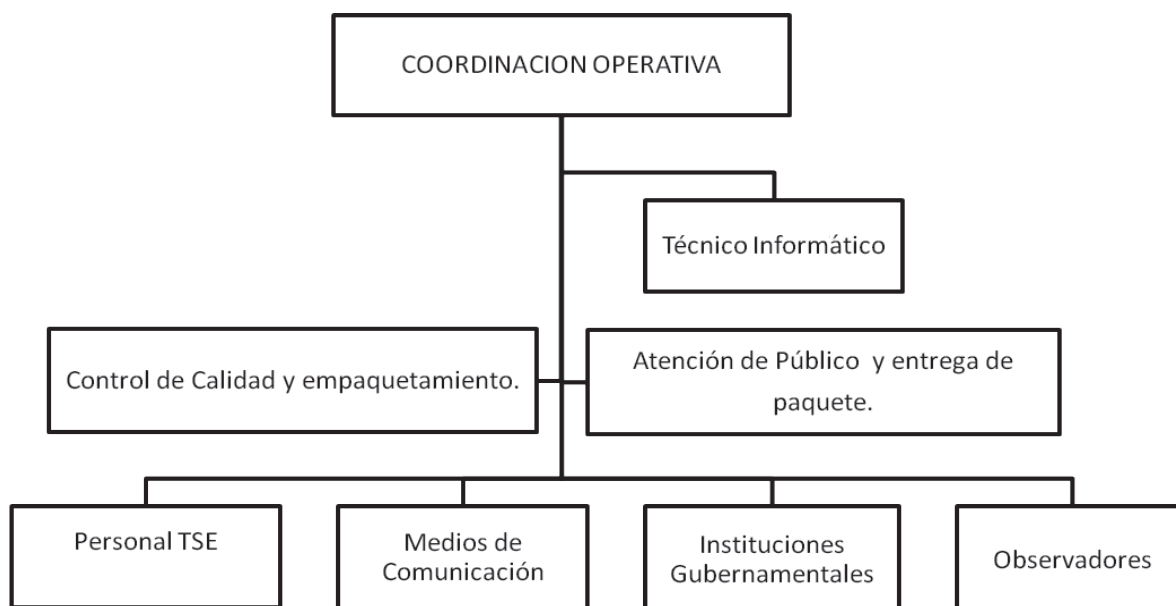 COORDINACION OPERATIVA
Técnico Informático
Control de Calidad y empaquetamiento.
Atención de Público y entrega de
paquete.
Personal TSE
Medios de
Comunicación
Instituciones
Gubernamentales
Observadores